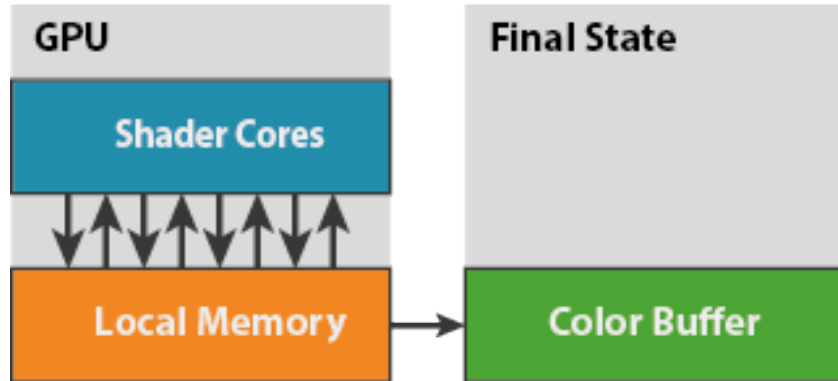 GPU
Final State
Shader Cores
Local Memory
Color Buffer